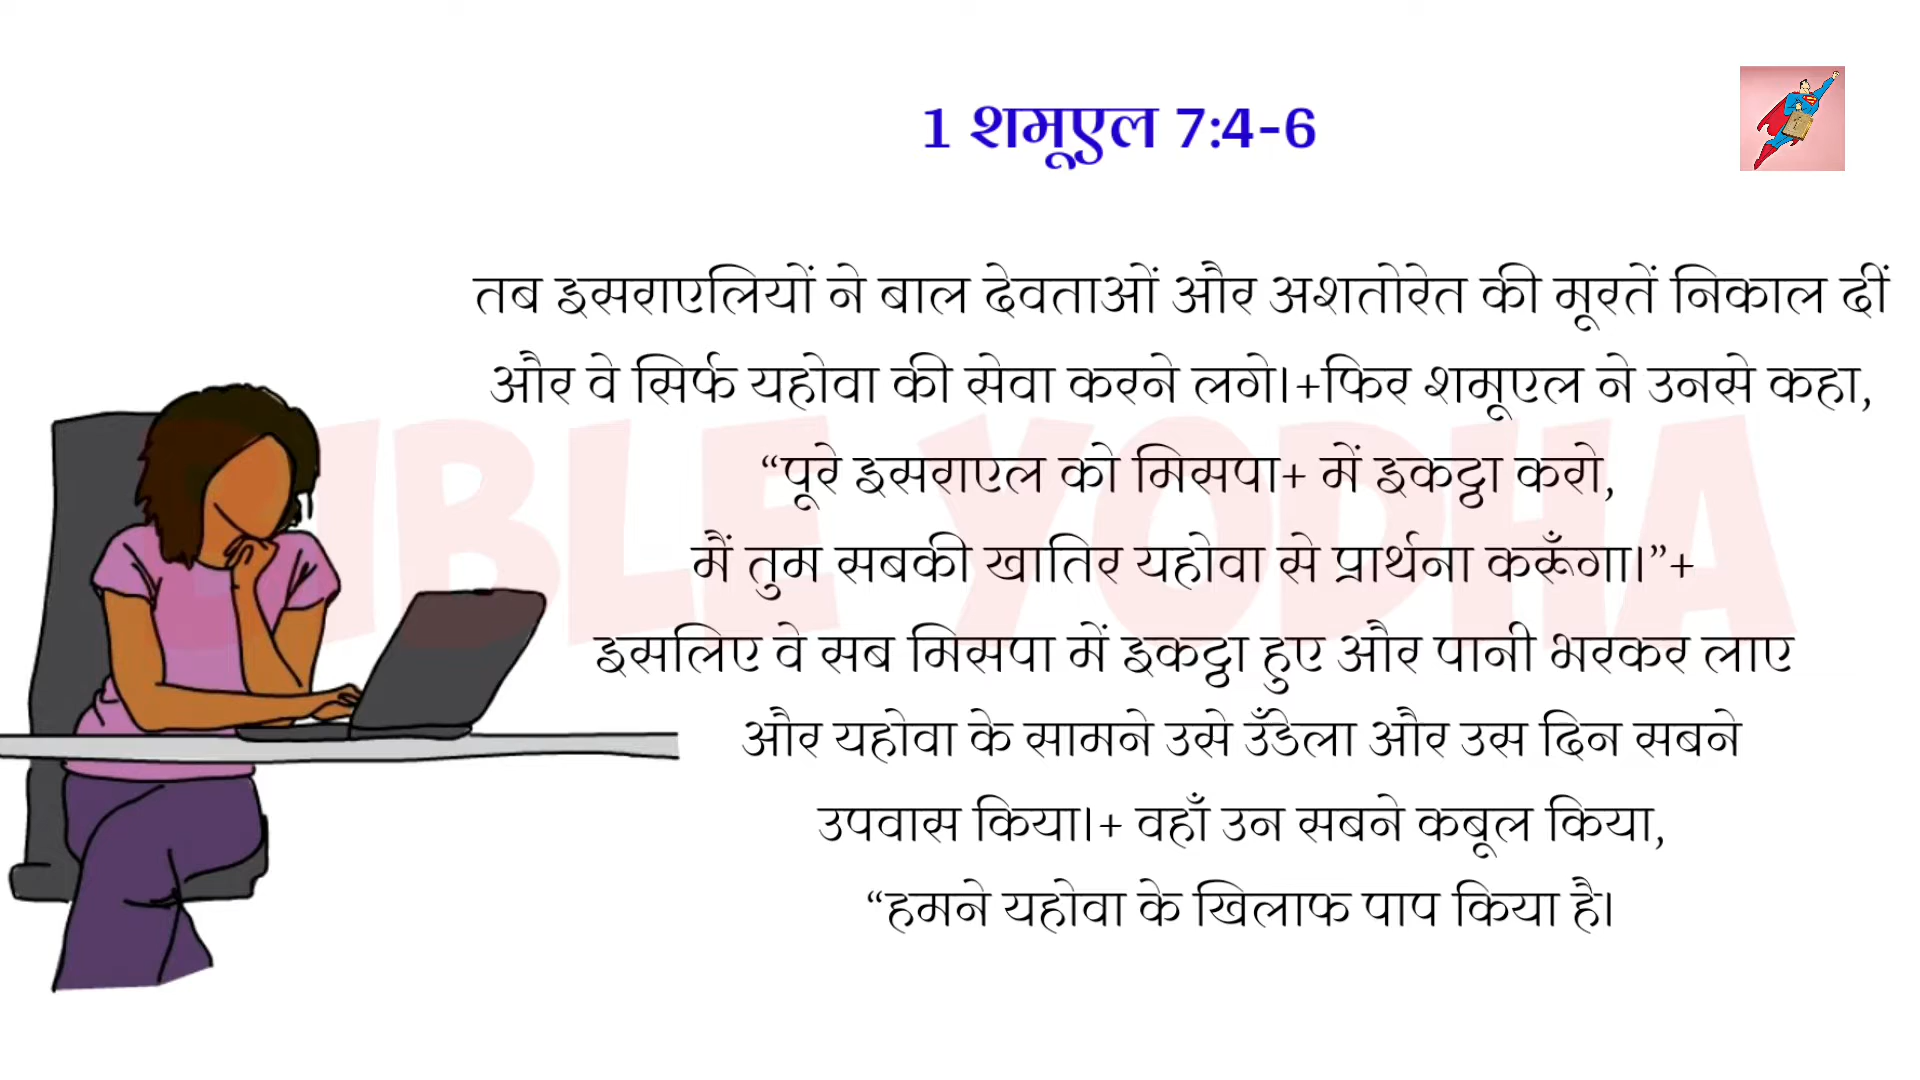 1 शमूएल 7:4-6
तब इसराएलियों ने बाल देवताओं और अशतोरेत की मूरतें निकाल दीं
और वे सिर्फ यहोवा की सेवा करने लगे।+फिर शमूएल ने उनसे कहा,
“पूरे इसराएल को मिसपा+ में इकट्ठा करो,
मैं तुम सबकी खातिर यहोवा से प्रार्थना करूँगा।”+
इसलिए वे सब मिसपा में इकट्ठा हुए और पानी भरकर लाए
और यहोवा के सामने उसे उँडेला और उस दिन सबने
उपवास किया।+ वहाँ उन सबने कबूल किया,
“हमने यहोवा के खिलाफ पाप किया है।
IBLE YODHA